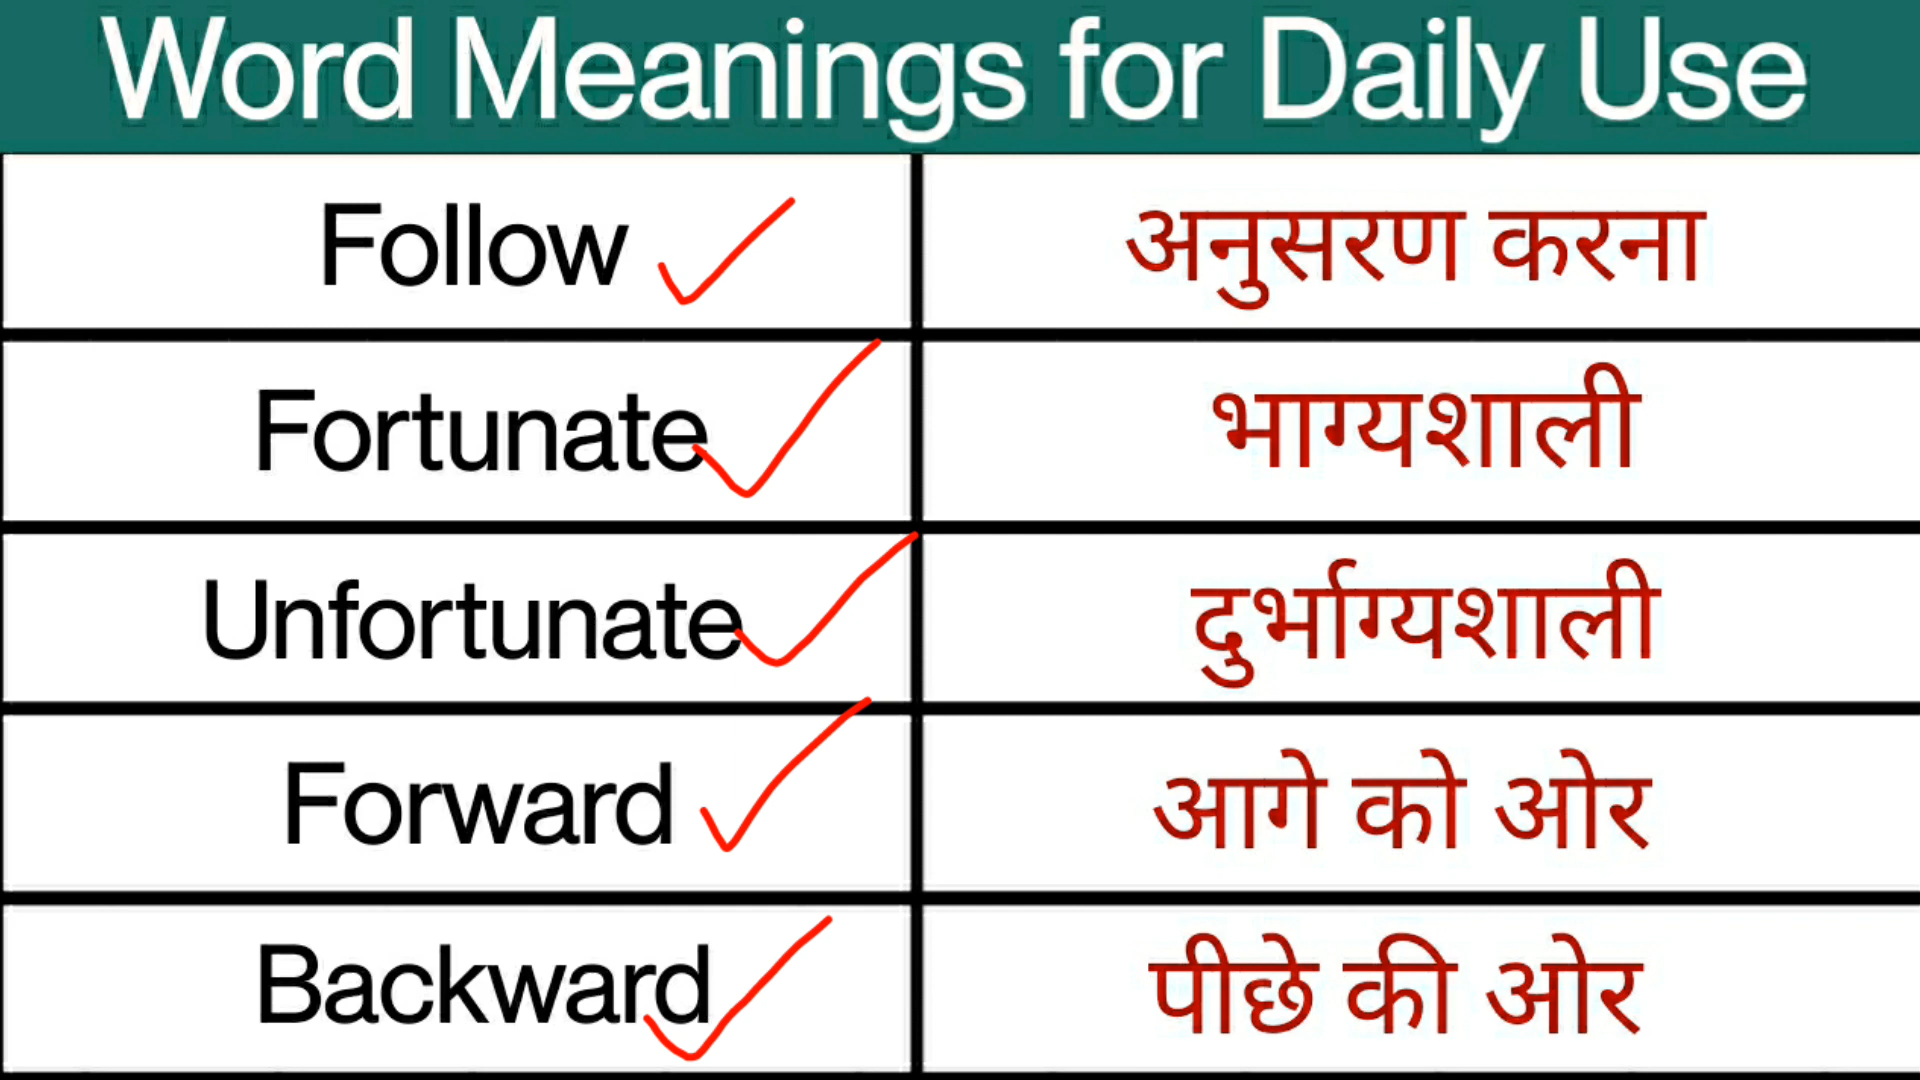 Word Meanings for Daily Use
Follow अनुसरण करना
Fortunate भाग्यशाली
Unfortunate दुर्भाग्यशाली
Forward आगे को ओर
Backward पीछे की ओर